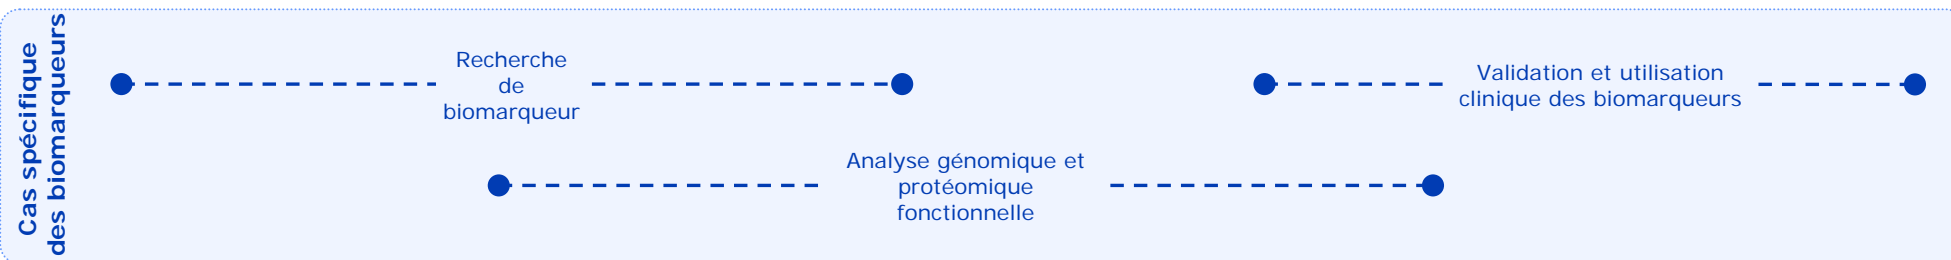 Cas spécifique
des biomarqueurs
Recherche
de
biomarqueur
Validation et utilisation
clinique des biomarqueurs
Analyse génomique et
protéomique
fonctionnelle